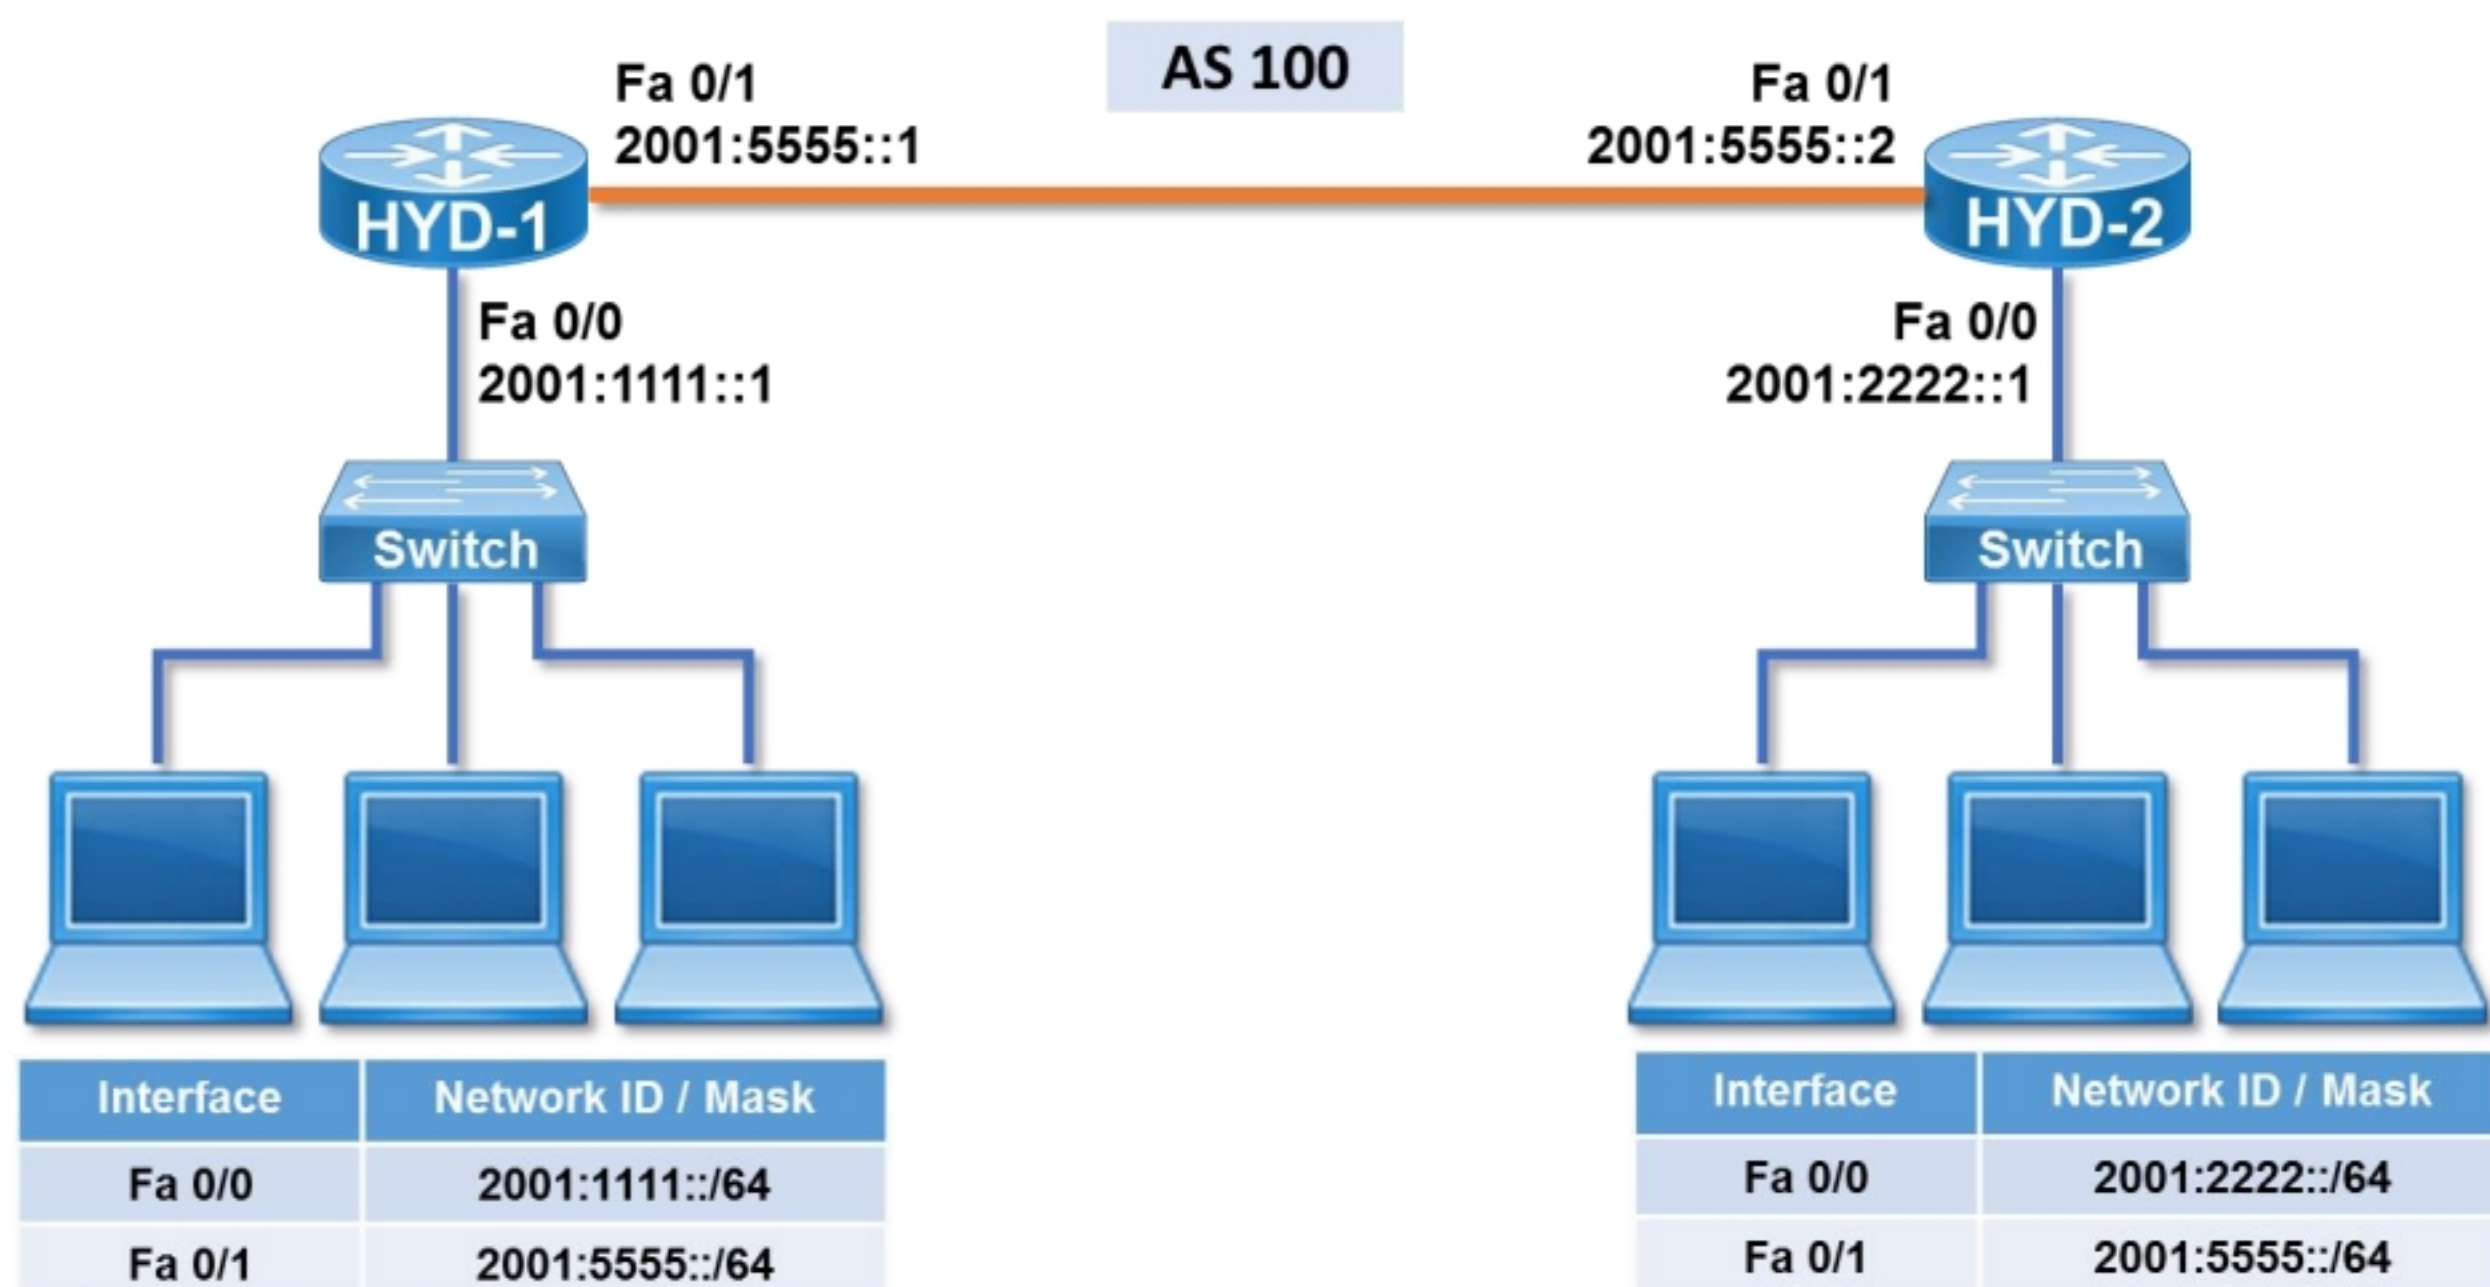 AS 100
Fa 0/1
2001:5555::1
Fa 0/1
2001:5555::2
HYD-1
HYD-2
Fa 0/0
2001:1111::1
Fa 0/0
2001:2222::1
Switch
Switch
Interface Network ID / Mask
Fa 0/0 2001:1111::/64
Fa 0/1 2001:5555::/64
Interface Network ID / Mask
Fa 0/0 2001:2222::/64
Fa 0/1 2001:5555::/64